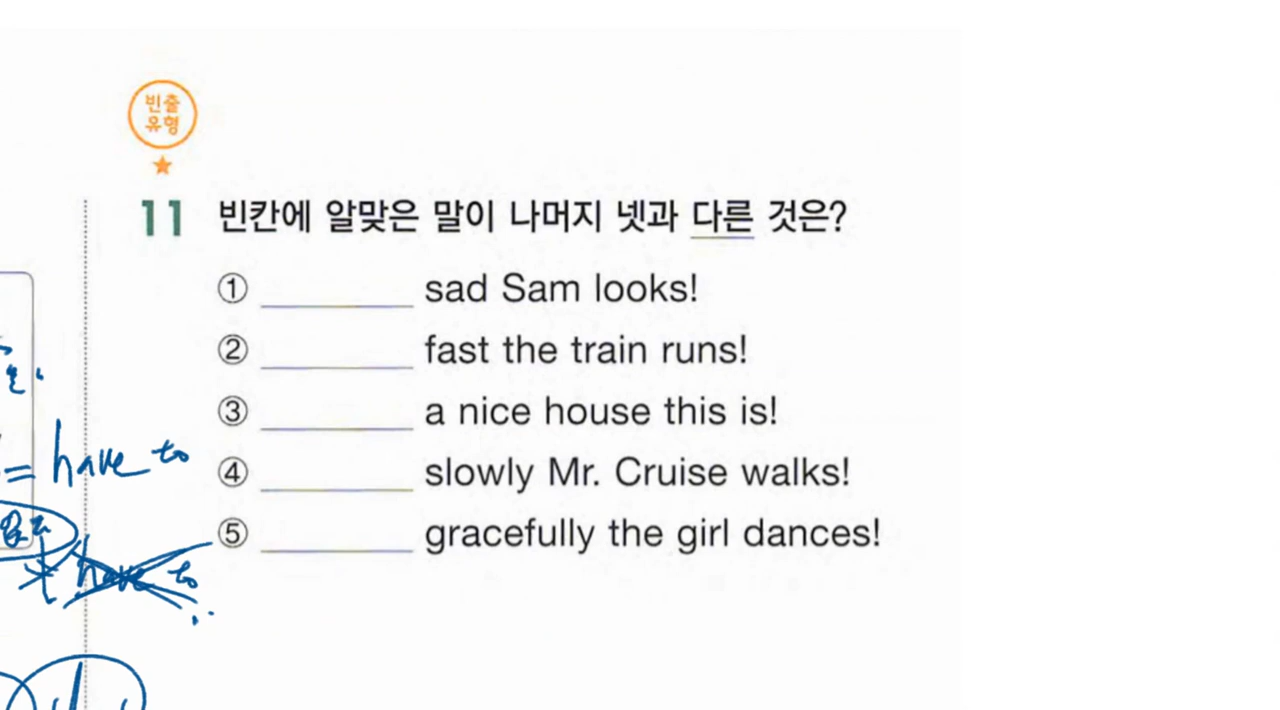 빈출
유형
11 빈칸에 알맞은 말이 나머지 넷과 다른 것은?
① ________ sad Sam looks!
② ________ fast the train runs!
③ ________ a nice house this is!
= have to
④ ________ slowly Mr. Cruise walks!
⑤ ________ gracefully the girl dances!
have to